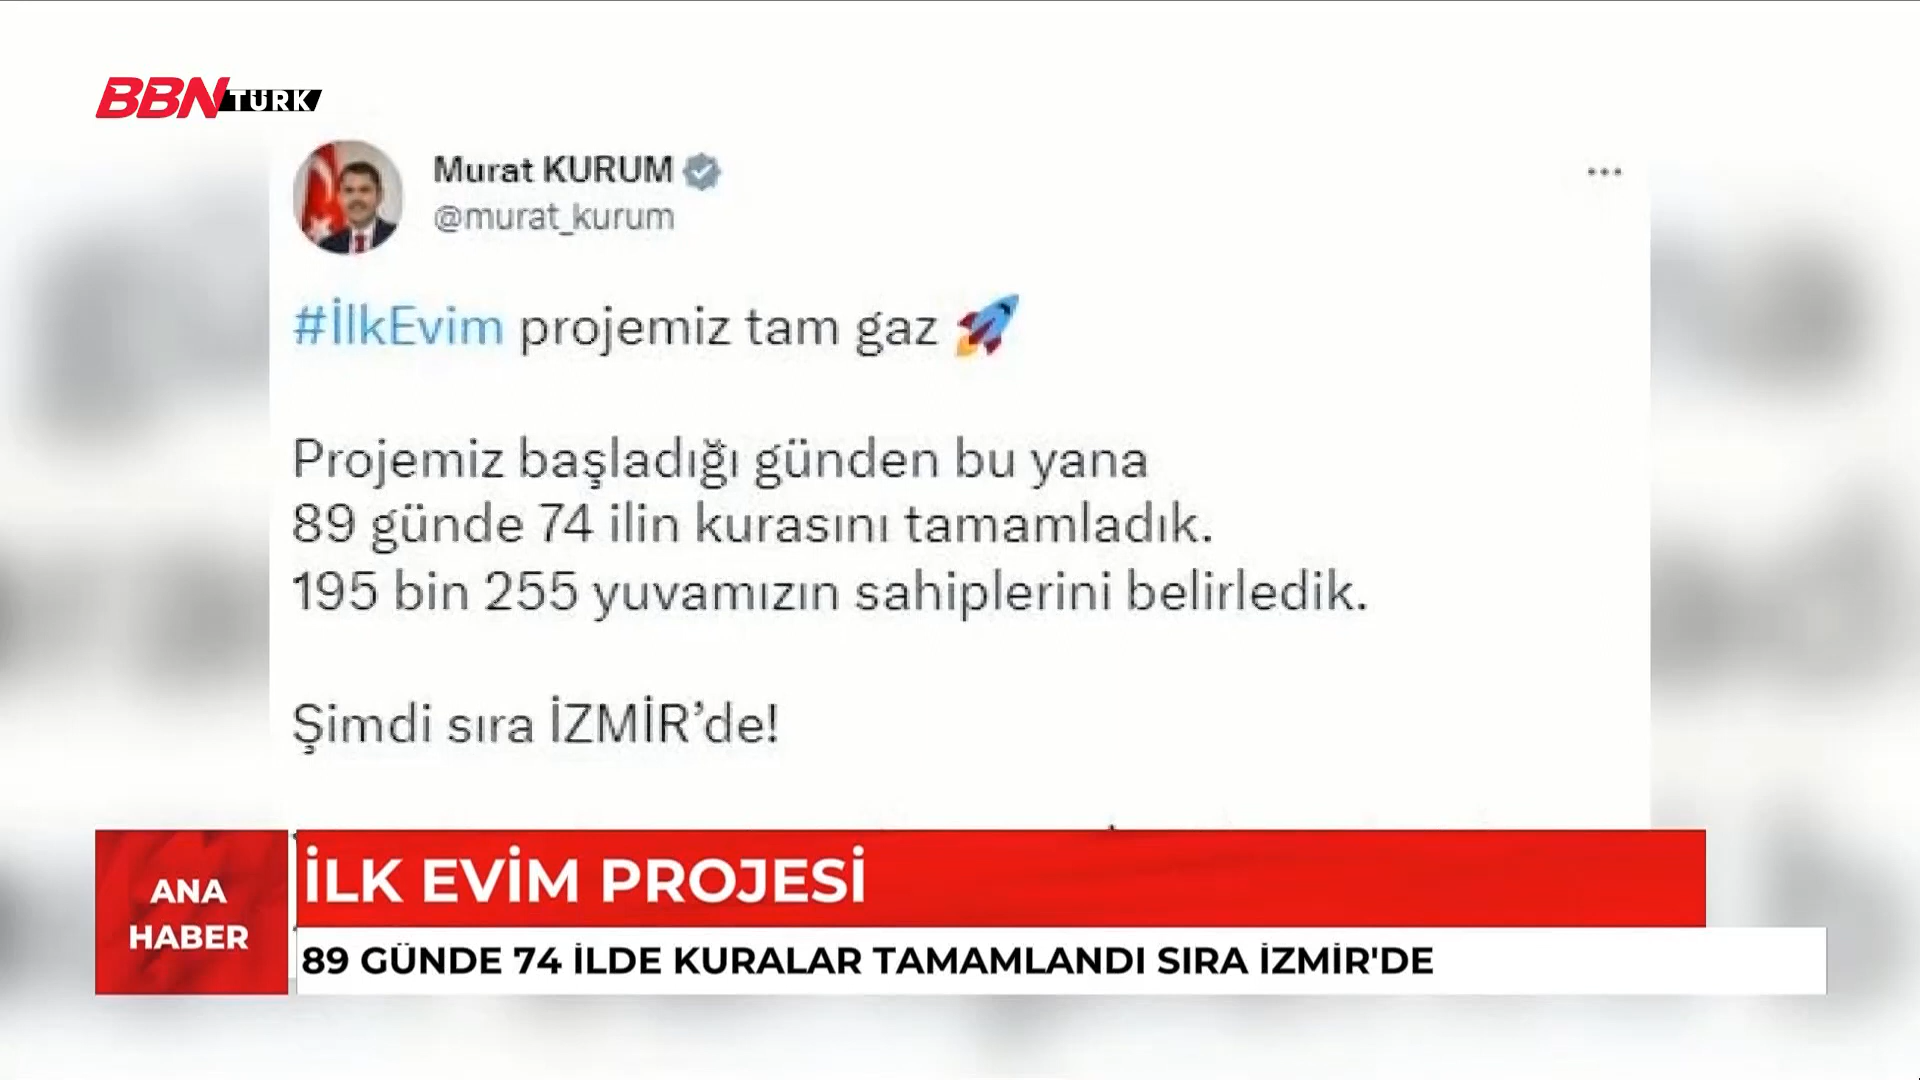 BBN TÜRK
Murat KURUM
@murat_kurum
#İlkEvim projemiz tam gaz 🚀
Projemiz başladığı günden bu yana
89 günde 74 ilin kurasını tamamladık.
195 bin 255 yuvamızın sahiplerini belirledik.
Şimdi sıra İZMİR’de!
ANA
HABER
İLK EVİM PROJESİ
89 GÜNDE 74 İLDE KURALAR TAMAMLANDI SIRA İZMİR'DE